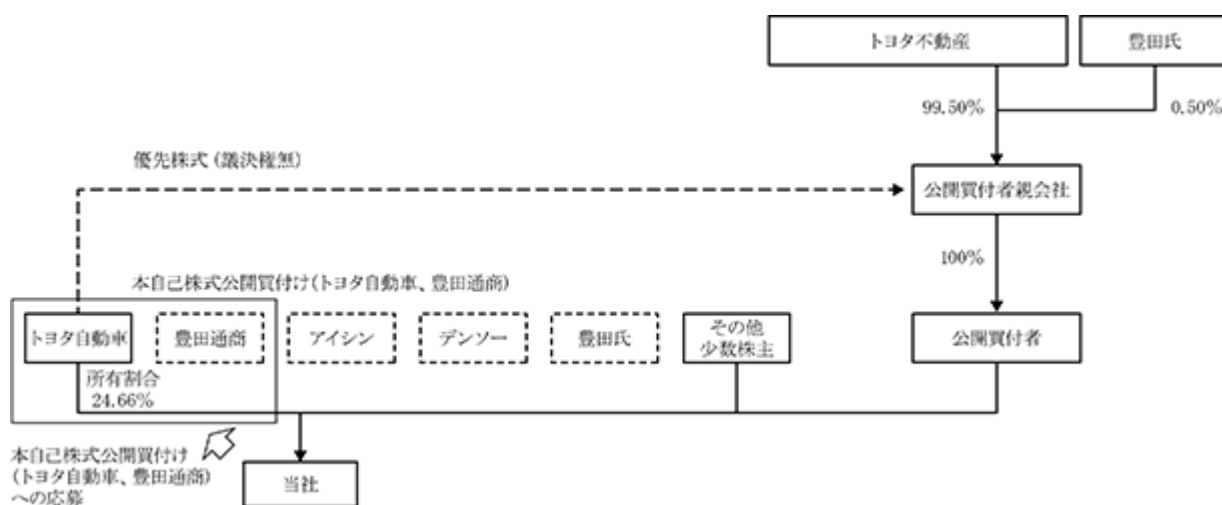 トヨタ不動産
豊田氏
99.50%
0.50%
優先株式(議決権無)
公開買付者親会社
100%
本自己株式公開買付け(トヨタ自動車、豊田通商)
トヨタ自動車
豊田通商
アイシン
デンソー
豊田氏
その他
少数株主
公開買付者
所有割合
24.66%
本自己株式公開買付け
(トヨタ自動車、豊田通商)
への応募
当社